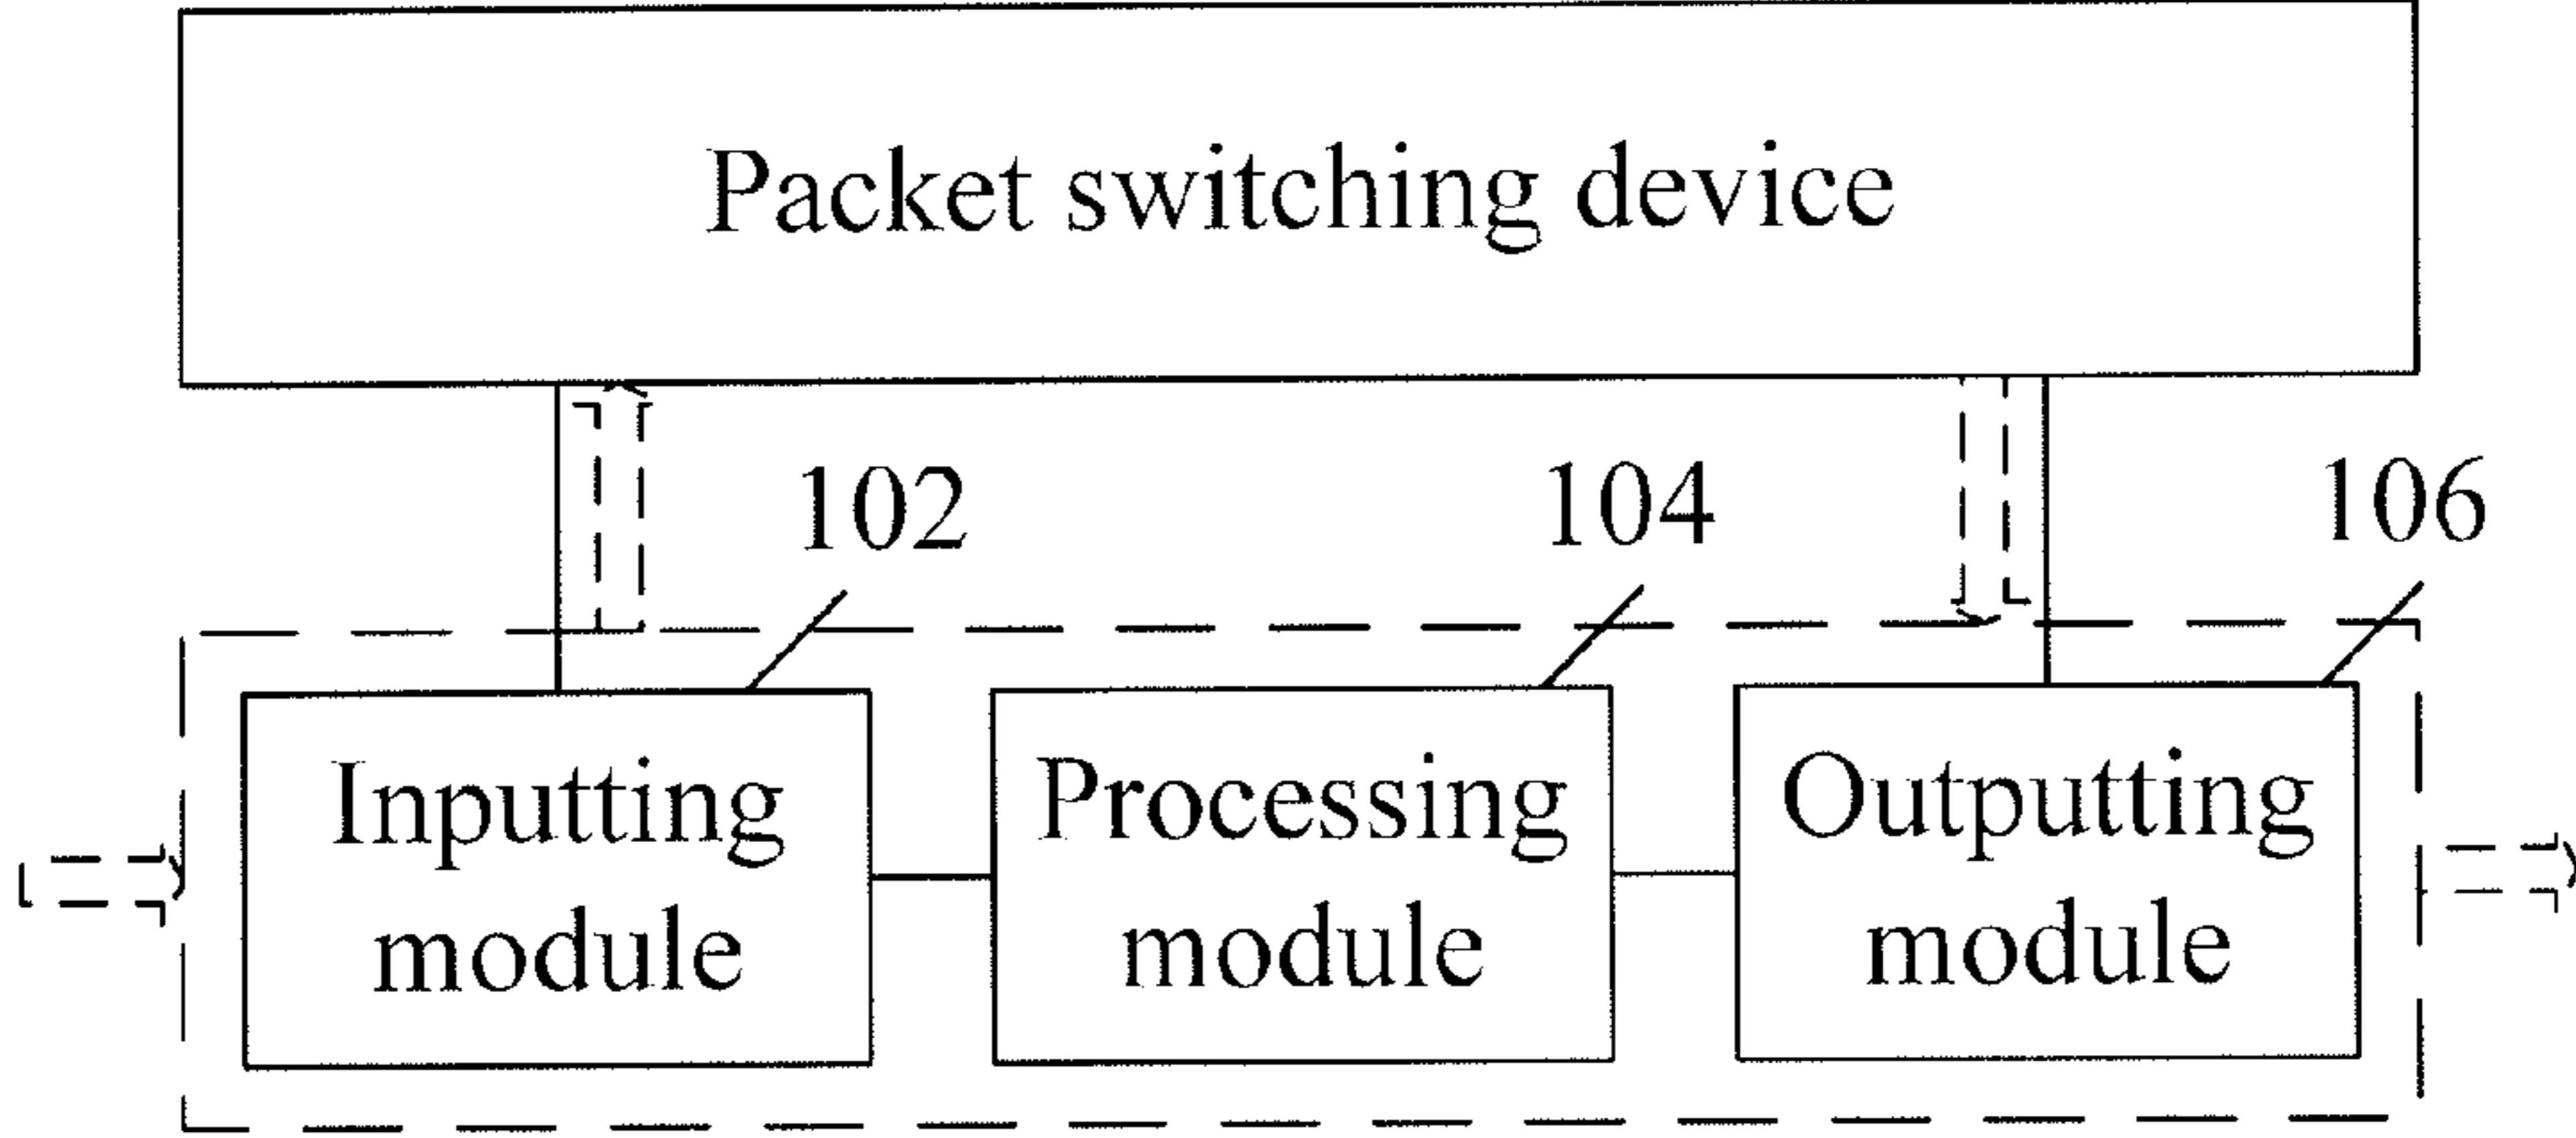 Packet switching device
102
104
106
Inputting
module
Processing
module
Outputting
module